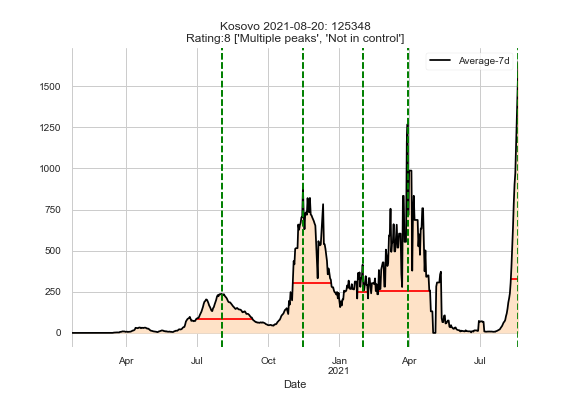 Kosovo 2021-08-20: 125348
Rating:8 ['Multiple peaks', 'Not in control']
Average-7d
1500
1250
1000
750
500
250
0
Apr Jul Oct Jan Apr Jul
2021
Date